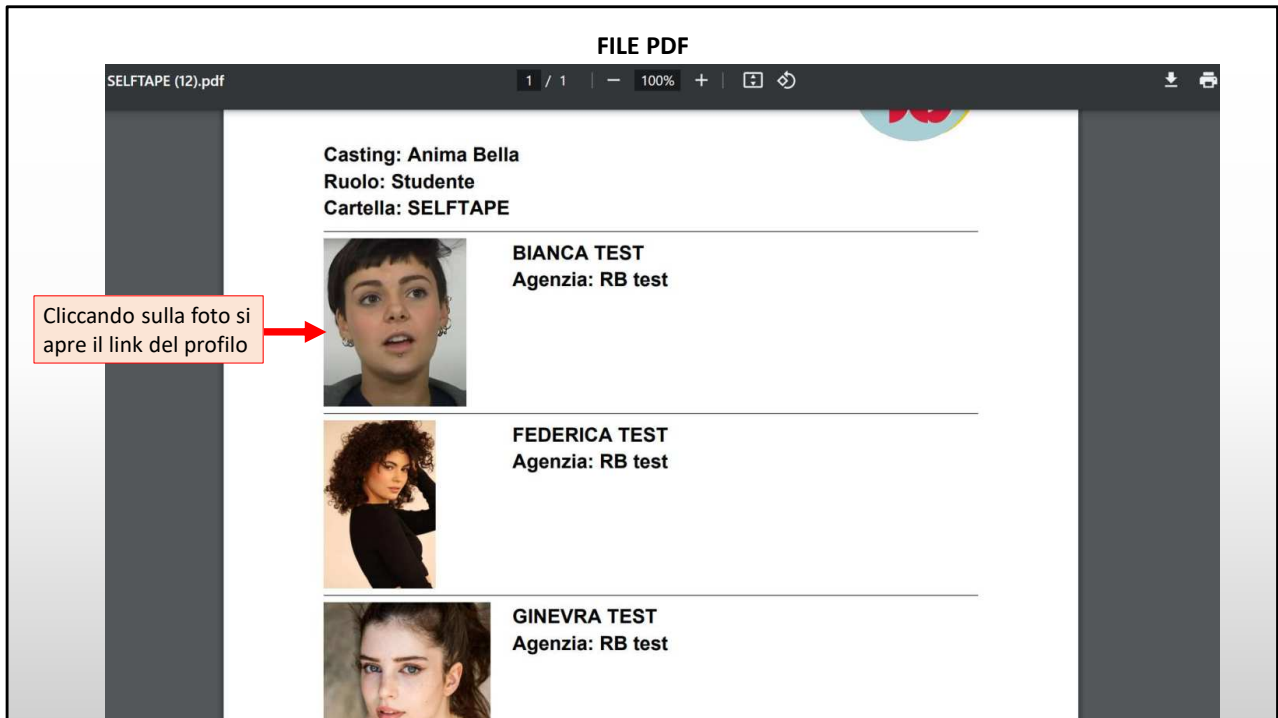 FILE PDF
SELFTAPE (12).pdf
1 / 1
100%
Casting: Anima Bella
Ruolo: Studente
Cartella: SELFTAPE
BIANCA TEST
Agenzia: RB test
Cliccando sulla foto si
apre il link del profilo
FEDERICA TEST
Agenzia: RB test
GINEVRA TEST
Agenzia: RB test